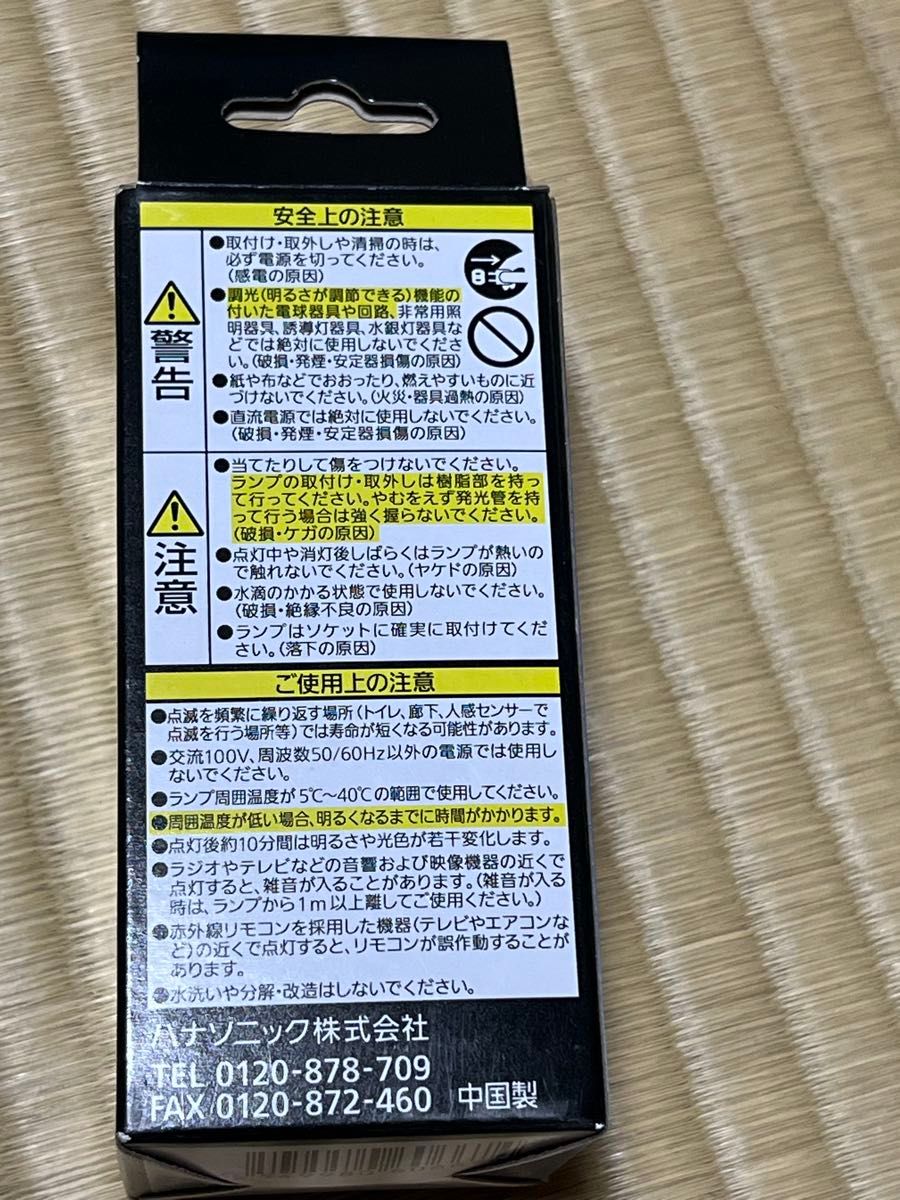 安全上の注意
警告
●取付け・取外しや清掃の時は、
必ず電源を切ってください。
(感電の原因)
●調光(明るさが調節できる)機能の
付いた電球器具や回路、非常用照
明器具、誘導灯器具、水銀灯器具な
どでは絶対に使用しないでくださ
い。(破損・発煙・安定器損傷の原因)
●紙や布などでおおったり、燃えやすいものに近
づけないでください。(火災・器具過熱の原因)
●直流電源では絶対に使用しないでください。
(破損・発煙・安定器損傷の原因)
注意
●当てたりして傷をつけないでください。
ランプの取付け・取外しは樹脂部を持っ
て行ってください。やむをえず発光管を持
って行う場合は強く握らないでください。
(破損・ケガの原因)
●点灯中や消灯後しばらくはランプが熱いの
で触れないでください。(ヤケドの原因)
●水滴のかかる状態で使用しないでください。
(破損・絶縁不良の原因)
●ランプはソケットに確実に取付けてくだ
さい。(落下の原因)
ご使用上の注意
●点滅を頻繁に繰り返す場所(トイレ、廊下、人感センサーで
点滅を行う場所等)では寿命が短くなる可能性があります。
●交流100V、周波数50/60Hz以外の電源では使用し
ないでください。
●ランプ周囲温度が5℃〜40℃の範囲で使用してください。
●周囲温度が低い場合、明るくなるまでに時間がかかります。
●点灯後約10分間は明るさや光色が若干変化します。
●ラジオやテレビなどの音響および映像機器の近くで
点灯すると、雑音が入ることがあります。(雑音が入る
時は、ランプから1m以上離してご使用ください。)
●赤外線リモコンを採用した機器(テレビやエアコンな
ど)の近くで点灯すると、リモコンが誤作動することが
あります。
●水洗いや分解・改造はしないでください。
パナソニック株式会社
TEL 0120-878-709
FAX 0120-872-460 中国製